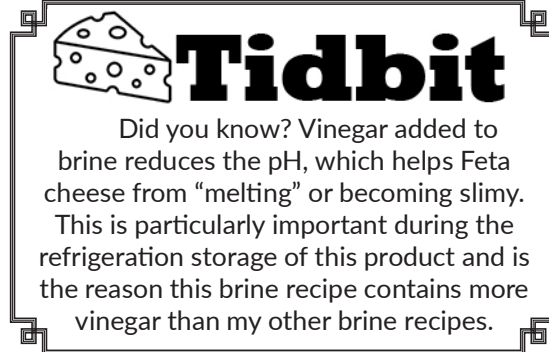 Tidbit
Did you know? Vinegar added to
brine reduces the pH, which helps Feta
cheese from “melting” or becoming slimy.
This is particularly important during the
refrigeration storage of this product and is
the reason this brine recipe contains more
vinegar than my other brine recipes.